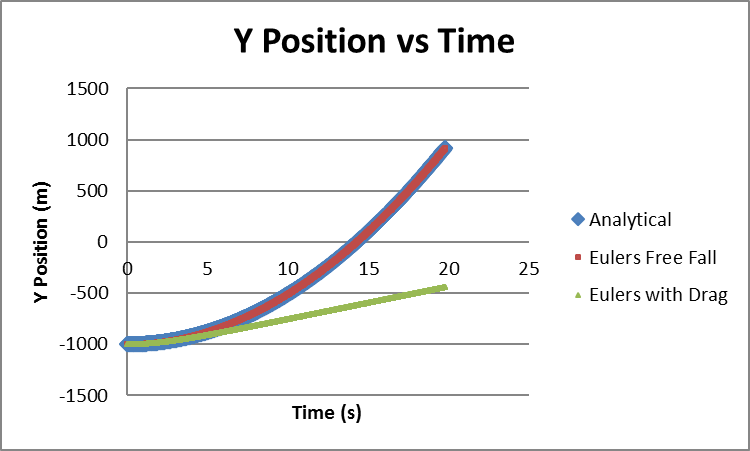 Y Position vs Time
1500
1000
500
0
-500
-1000
-1500
0 5 10 15 20 25
Y Position (m)
Time (s)
Analytical
Eulers Free Fall
Eulers with Drag